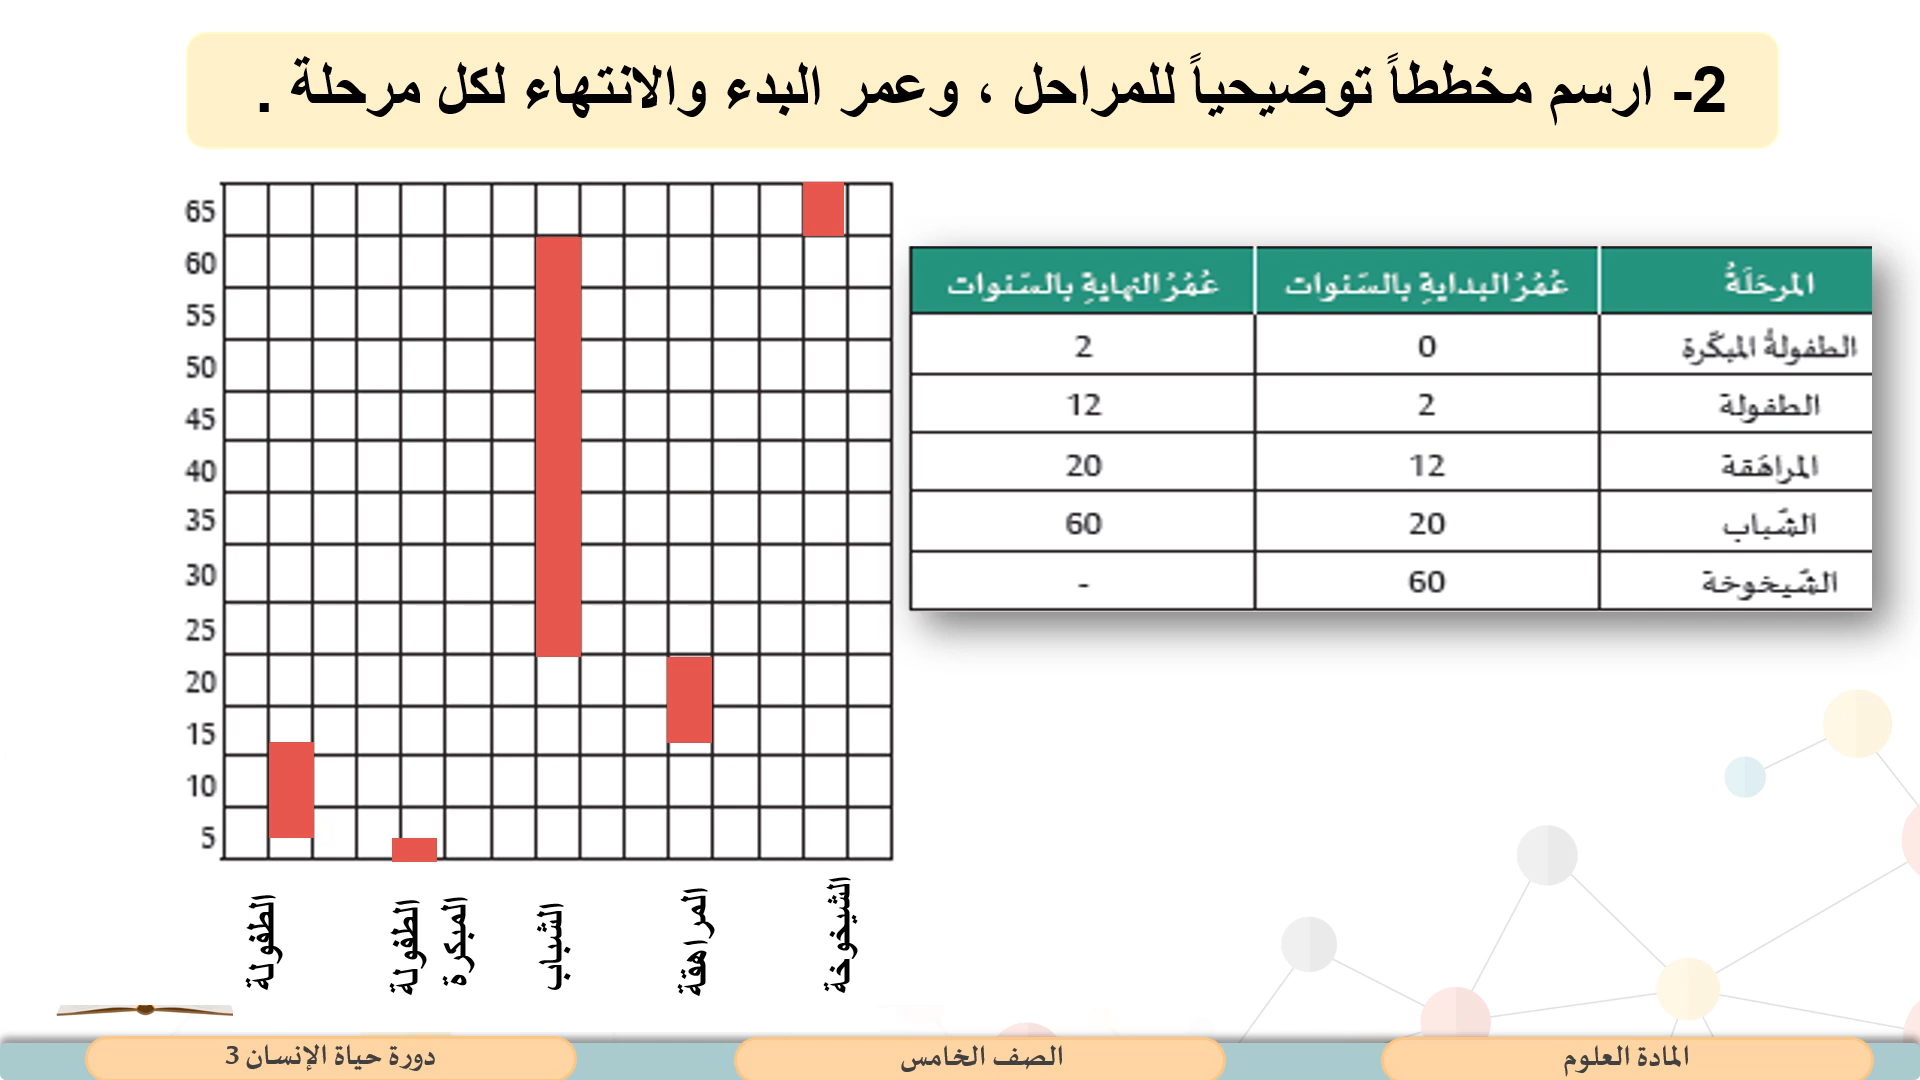 2- ارسم مخططاً توضيحياً للمراحل ، وعمر البدء والانتهاء لكل مرحلة .
المرحَلَةُ عُمُرُ البدايةِ بالسَنوات عُمُرُ النهايةِ بالسَنوات
الطفولةُ المبكّرة 0 2
الطفولة 2 12
المراهَقة 12 20
الشّباب 20 60
الشّيخوخة 60 -
65
60
55
50
45
40
35
30
25
20
15
10
5
الطفولة
الطفولة
المبكرة
الشباب
المراهقة
الشيخوخة
المادة العلوم
الصف الخامس
دورة حياة الإنسان 3